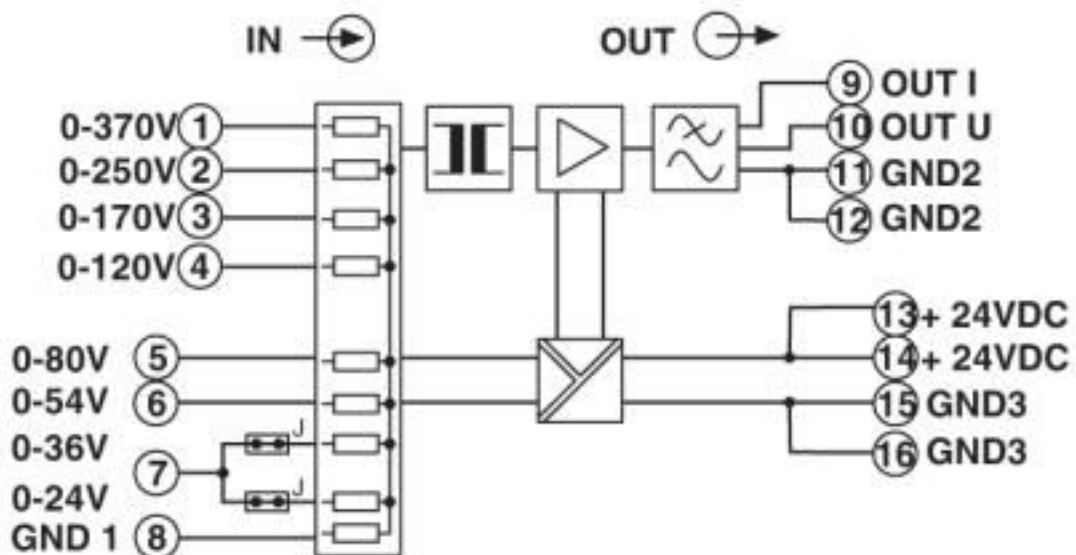 IN OUT
0-370V 1
0-250V 2
0-170V 3
0-120V 4
0-80V 5
0-54V 6
0-36V J
7
0-24V J
GND 1 8
9 OUT I
10 OUT U
11 GND2
12 GND2
13 + 24VDC
14 + 24VDC
15 GND3
16 GND3